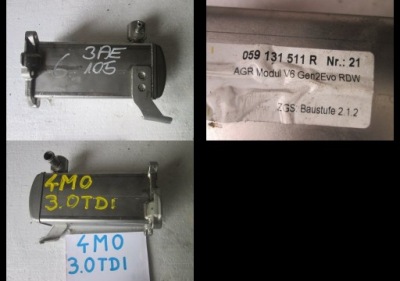 3AE
105
059 131 511 R Nr.: 21
AGR Modul V6 Gen2Evo RDW
ZGS Baustufe 2.1.2
4M0
3.0TDI
4M0
3.0TDI